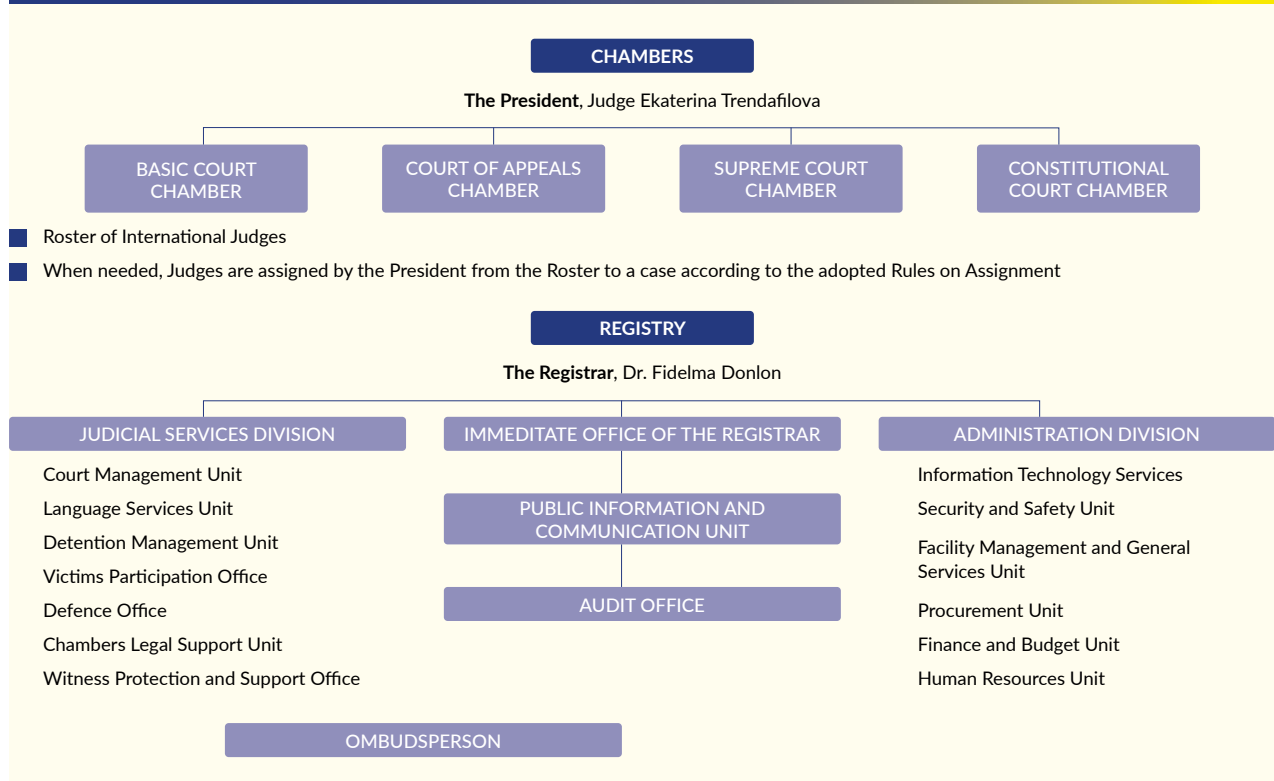 CHAMBERS
The President, Judge Ekaterina Trendafilova
BASIC COURT
CHAMBER
COURT OF APPEALS
CHAMBER
SUPREME COURT
CHAMBER
CONSTITUTIONAL
COURT CHAMBER
Roster of International Judges
When needed, Judges are assigned by the President from the Roster to a case according to the adopted Rules on Assignment
REGISTRY
The Registrar, Dr. Fidelma Donlon
JUDICIAL SERVICES DIVISION
Court Management Unit
Language Services Unit
Detention Management Unit
Victims Participation Office
Defence Office
Chambers Legal Support Unit
Witness Protection and Support Office
IMMEDITATE OFFICE OF THE REGISTRAR
PUBLIC INFORMATION AND
COMMUNICATION UNIT
AUDIT OFFICE
ADMINISTRATION DIVISION
Information Technology Services
Security and Safety Unit
Facility Management and General
Services Unit
Procurement Unit
Finance and Budget Unit
Human Resources Unit
OMBUDSPERSON